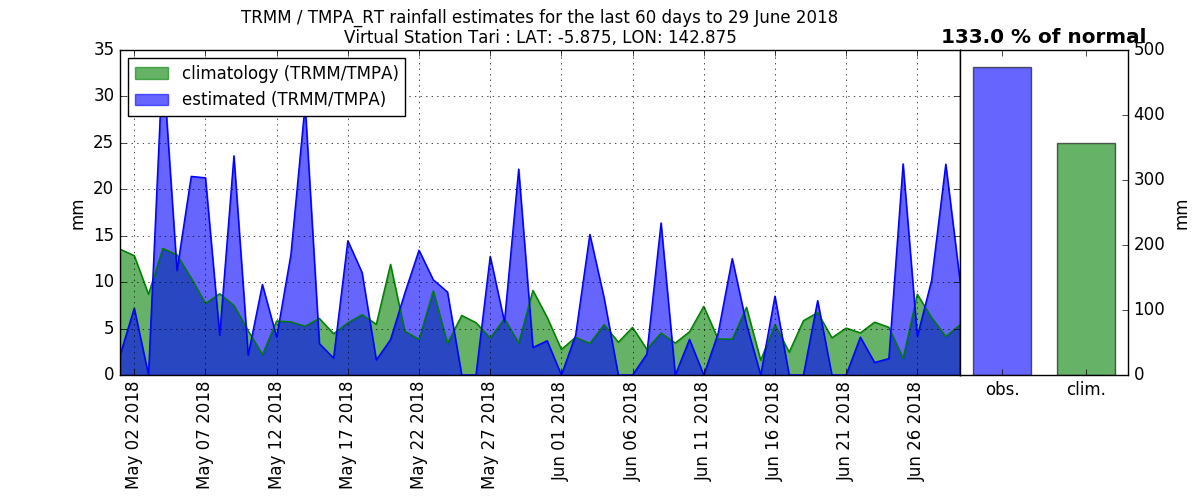 TRMM / TMPA_RT rainfall estimates for the last 60 days to 29 June 2018
Virtual Station Tari : LAT: -5.875, LON: 142.875
133.0 % of normal
climatology (TRMM/TMPA)
estimated (TRMM/TMPA)
35
30
25
20
15
10
5
0
mm
May 02 2018
May 07 2018
May 12 2018
May 17 2018
May 22 2018
May 27 2018
Jun 01 2018
Jun 06 2018
Jun 11 2018
Jun 16 2018
Jun 21 2018
Jun 26 2018
obs.
clim.
500
400
300
200
100
0
mm